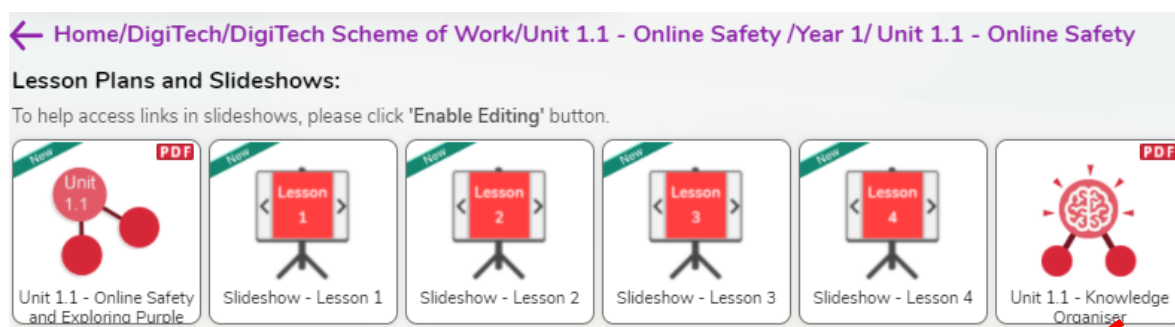 Home/DigiTech/DigiTech Scheme of Work/Unit 1.1 - Online Safety /Year 1/ Unit 1.1 - Online Safety
Lesson Plans and Slideshows:
To help access links in slideshows, please click 'Enable Editing' button.
New
PDF
Unit
1.1
Unit 1.1 - Online Safety
and Exploring Purple
New
Lesson
1
Slideshow - Lesson 1
New
Lesson
2
Slideshow - Lesson 2
New
Lesson
3
Slideshow - Lesson 3
New
Lesson
4
Slideshow - Lesson 4
PDF
Unit 1.1 - Knowledge
Organiser